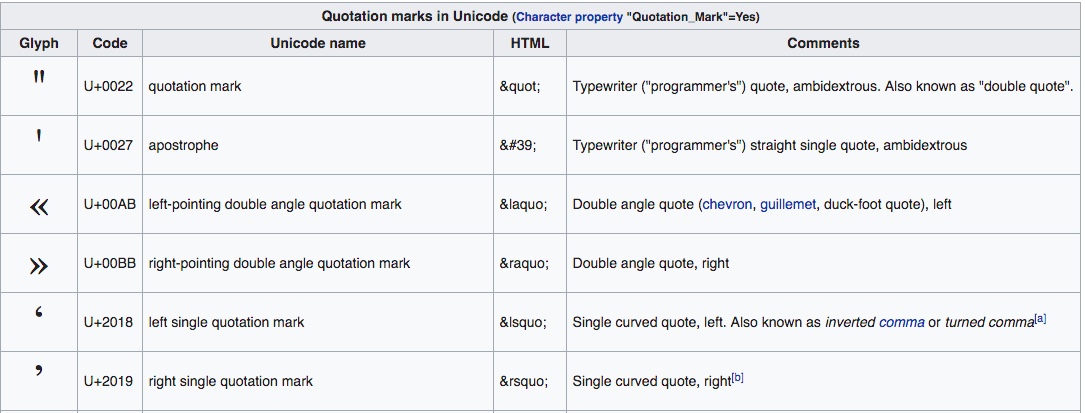 Quotation marks in Unicode (Character property "Quotation_Mark"=Yes)
Glyph Code Unicode name HTML Comments
" U+0022 quotation mark &quot; Typewriter ("programmer's") quote, ambidextrous. Also known as "double quote".
' U+0027 apostrophe &#39; Typewriter ("programmer's") straight single quote, ambidextrous
« U+00AB left-pointing double angle quotation mark &laquo; Double angle quote (chevron, guillemet, duck-foot quote), left
» U+00BB right-pointing double angle quotation mark &raquo; Double angle quote, right
‘ U+2018 left single quotation mark &lsquo; Single curved quote, left. Also known as inverted comma or turned comma[a]
’ U+2019 right single quotation mark &rsquo; Single curved quote, right[b]